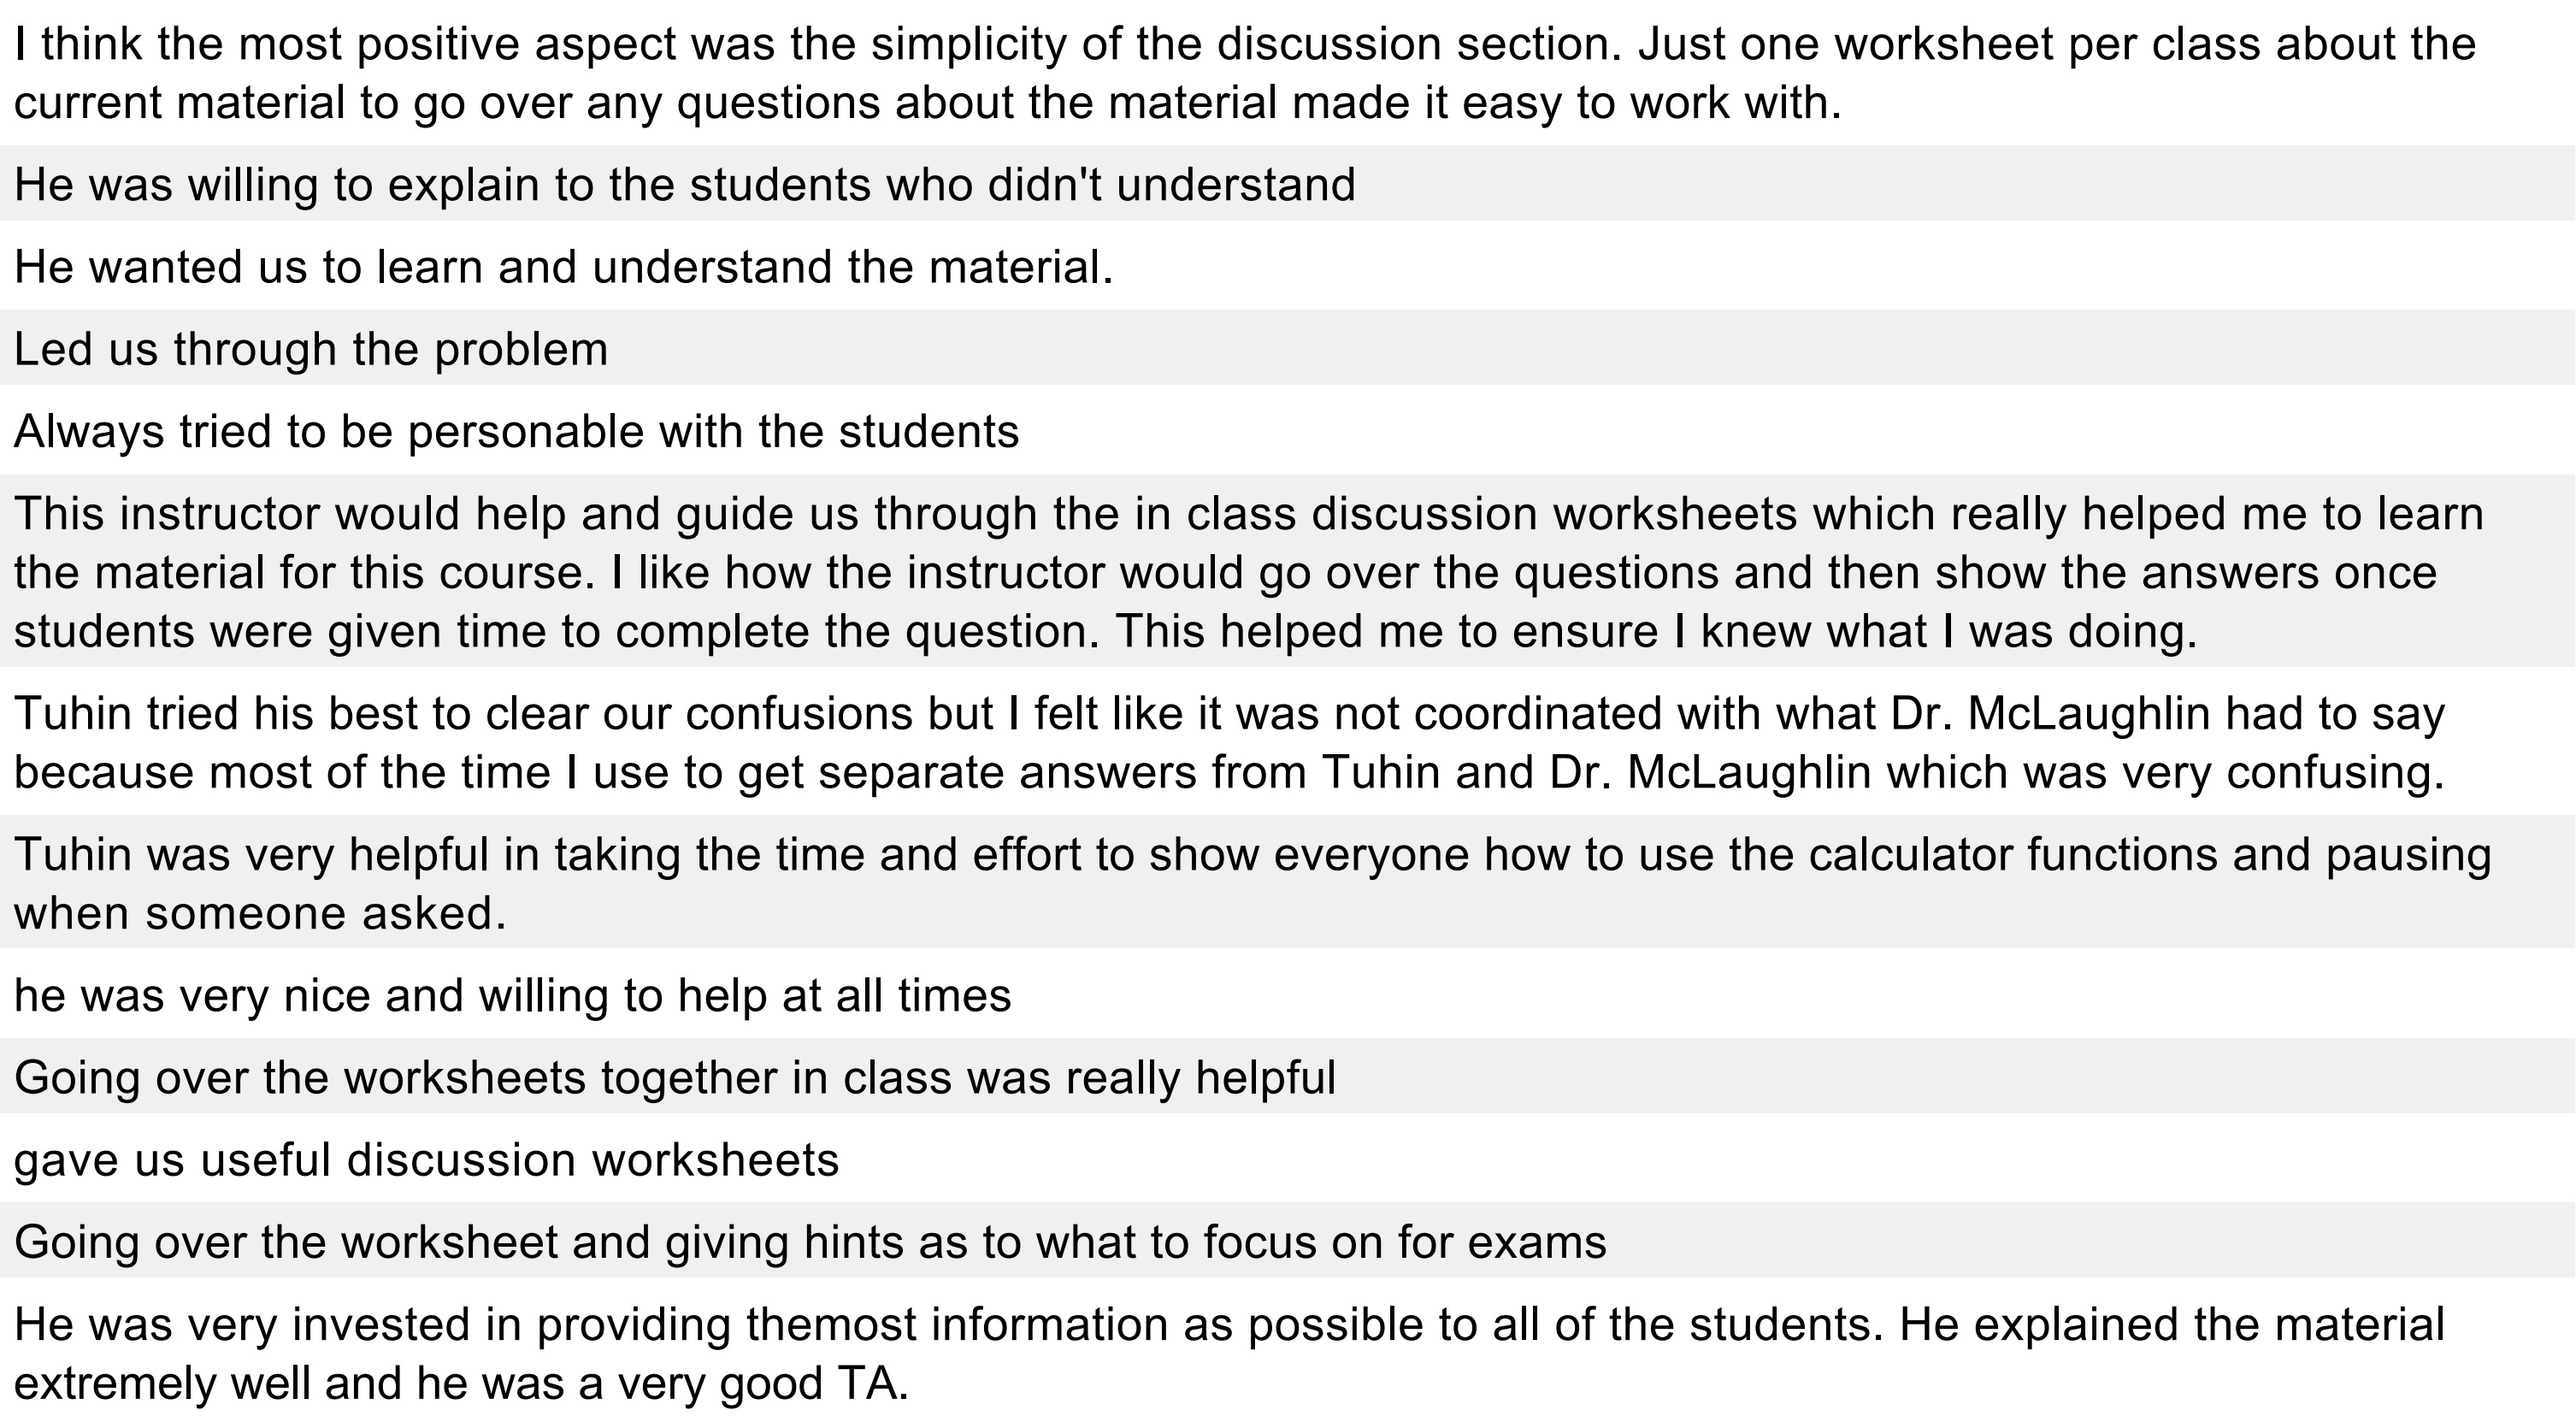 I think the most positive aspect was the simplicity of the discussion section. Just one worksheet per class about the
current material to go over any questions about the material made it easy to work with.
He was willing to explain to the students who didn't understand
He wanted us to learn and understand the material.
Led us through the problem
Always tried to be personable with the students
This instructor would help and guide us through the in class discussion worksheets which really helped me to learn
the material for this course. I like how the instructor would go over the questions and then show the answers once
students were given time to complete the question. This helped me to ensure I knew what I was doing.
Tuhin tried his best to clear our confusions but I felt like it was not coordinated with what Dr. McLaughlin had to say
because most of the time I use to get separate answers from Tuhin and Dr. McLaughlin which was very confusing.
Tuhin was very helpful in taking the time and effort to show everyone how to use the calculator functions and pausing
when someone asked.
he was very nice and willing to help at all times
Going over the worksheets together in class was really helpful
gave us useful discussion worksheets
Going over the worksheet and giving hints as to what to focus on for exams
He was very invested in providing themost information as possible to all of the students. He explained the material
extremely well and he was a very good TA.